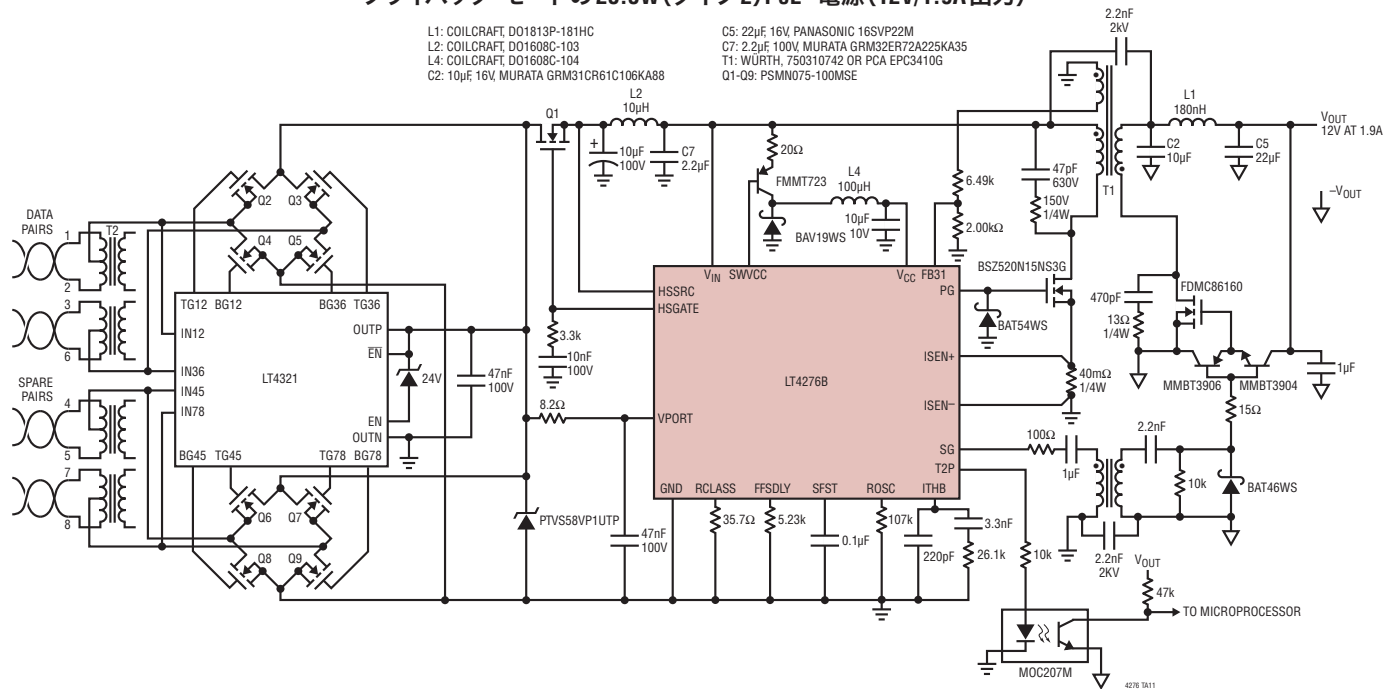 L1: COILCRAFT, DO1813P-181HC
L2: COILCRAFT, DO1608C-103
L4: COILCRAFT, DO1608C-104
C2: 10µF, 16V, MURATA GRM31CR61C106KA88
C5: 22µF, 16V, PANASONIC 16SVP22M
C7: 2.2µF, 100V, MURATA GRM32ER72A225KA35
T1: WÜRTH, 750310742 OR PCA EPC3410G
Q1-Q9: PSMN075-100MSE
2.2nF
2kV
L2
10µH
Q1
L1
180nH
VOUT
12V AT 1.9A
+
10µF
100V
C7
2.2µF
20Ω
FMMT723
L4
100µH
10µF
10V
BAV19WS
6.49k
2.00kΩ
47pF
630V
150V
1/4W
T1
C2
10µF
C5
22µF
–VOUT
DATA
PAIRS
1
T2
2
3
6
SPARE
PAIRS
4
5
7
8
Q2
Q3
Q4
Q5
TG12
BG12
BG36
TG36
IN12
IN36
IN45
IN78
LT4321
OUTP
EN
EN
OUTN
BG45
TG45
TG78
BG78
Q6
Q7
Q8
Q9
24V
47nF
100V
3.3k
10nF
100V
8.2Ω
PTVS58VP1UTP
47nF
100V
VIN
SWVCC
VCC
FB31
HSSRC
HSGATE
PG
LT4276B
ISEN+
ISEN–
VPORT
SG
T2P
GND
RCLASS
FFSDLY
SFST
ROSC
ITHB
BSZ520N15NS3G
BAT54WS
40mΩ
1/4W
470pF
13Ω
1/4W
FDMC86160
MMBT3906
MMBT3904
1µF
15Ω
100Ω
1µF
2.2nF
10k
BAT46WS
2.2nF
2KV
35.7Ω
5.23k
0.1µF
107k
220pF
3.3nF
26.1k
10k
VOUT
47k
TO MICROPROCESSOR
MOC207M
4276 TA11